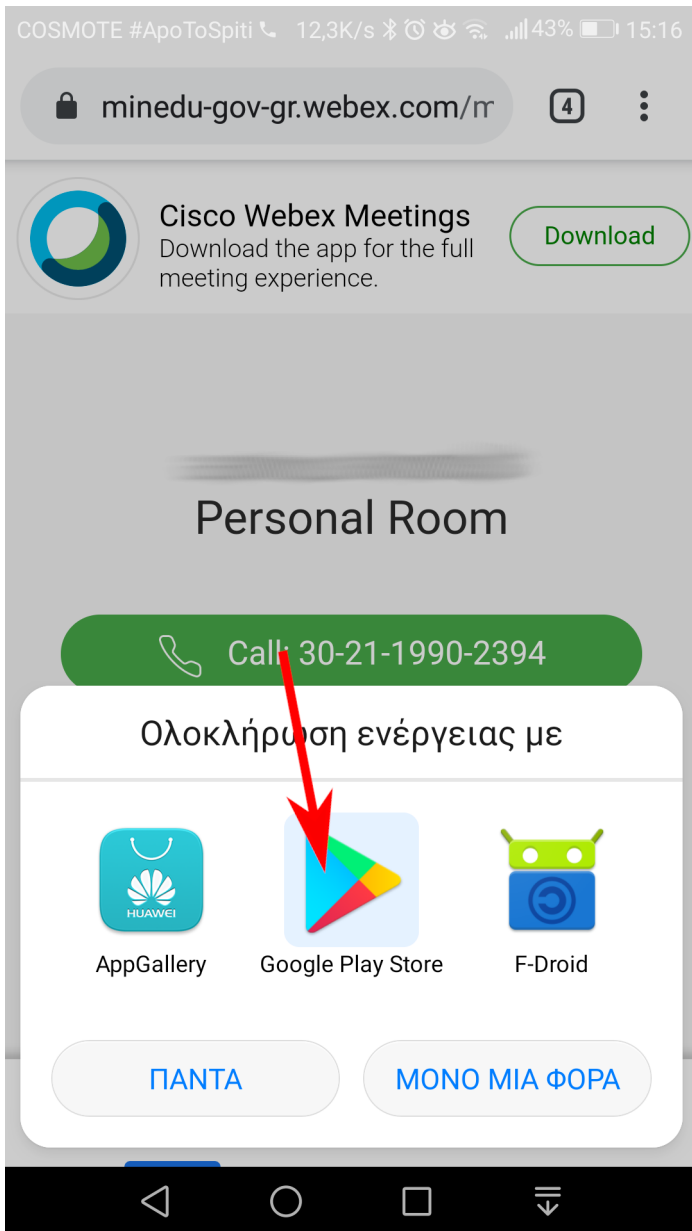 COSMOTE #ApoToSpiti 12,3K/s 43% 15:16
minedu-gov-gr.webex.com/m
4
Cisco Webex Meetings
Download the app for the full
meeting experience.
Download
Personal Room
Call: 30-21-1990-2394
Ολοκλήρωση ενέργειας με
HUAWEI
AppGallery
Google Play Store
F-Droid
ΠΑΝΤΑ
ΜΟΝΟ ΜΙΑ ΦΟΡΑ